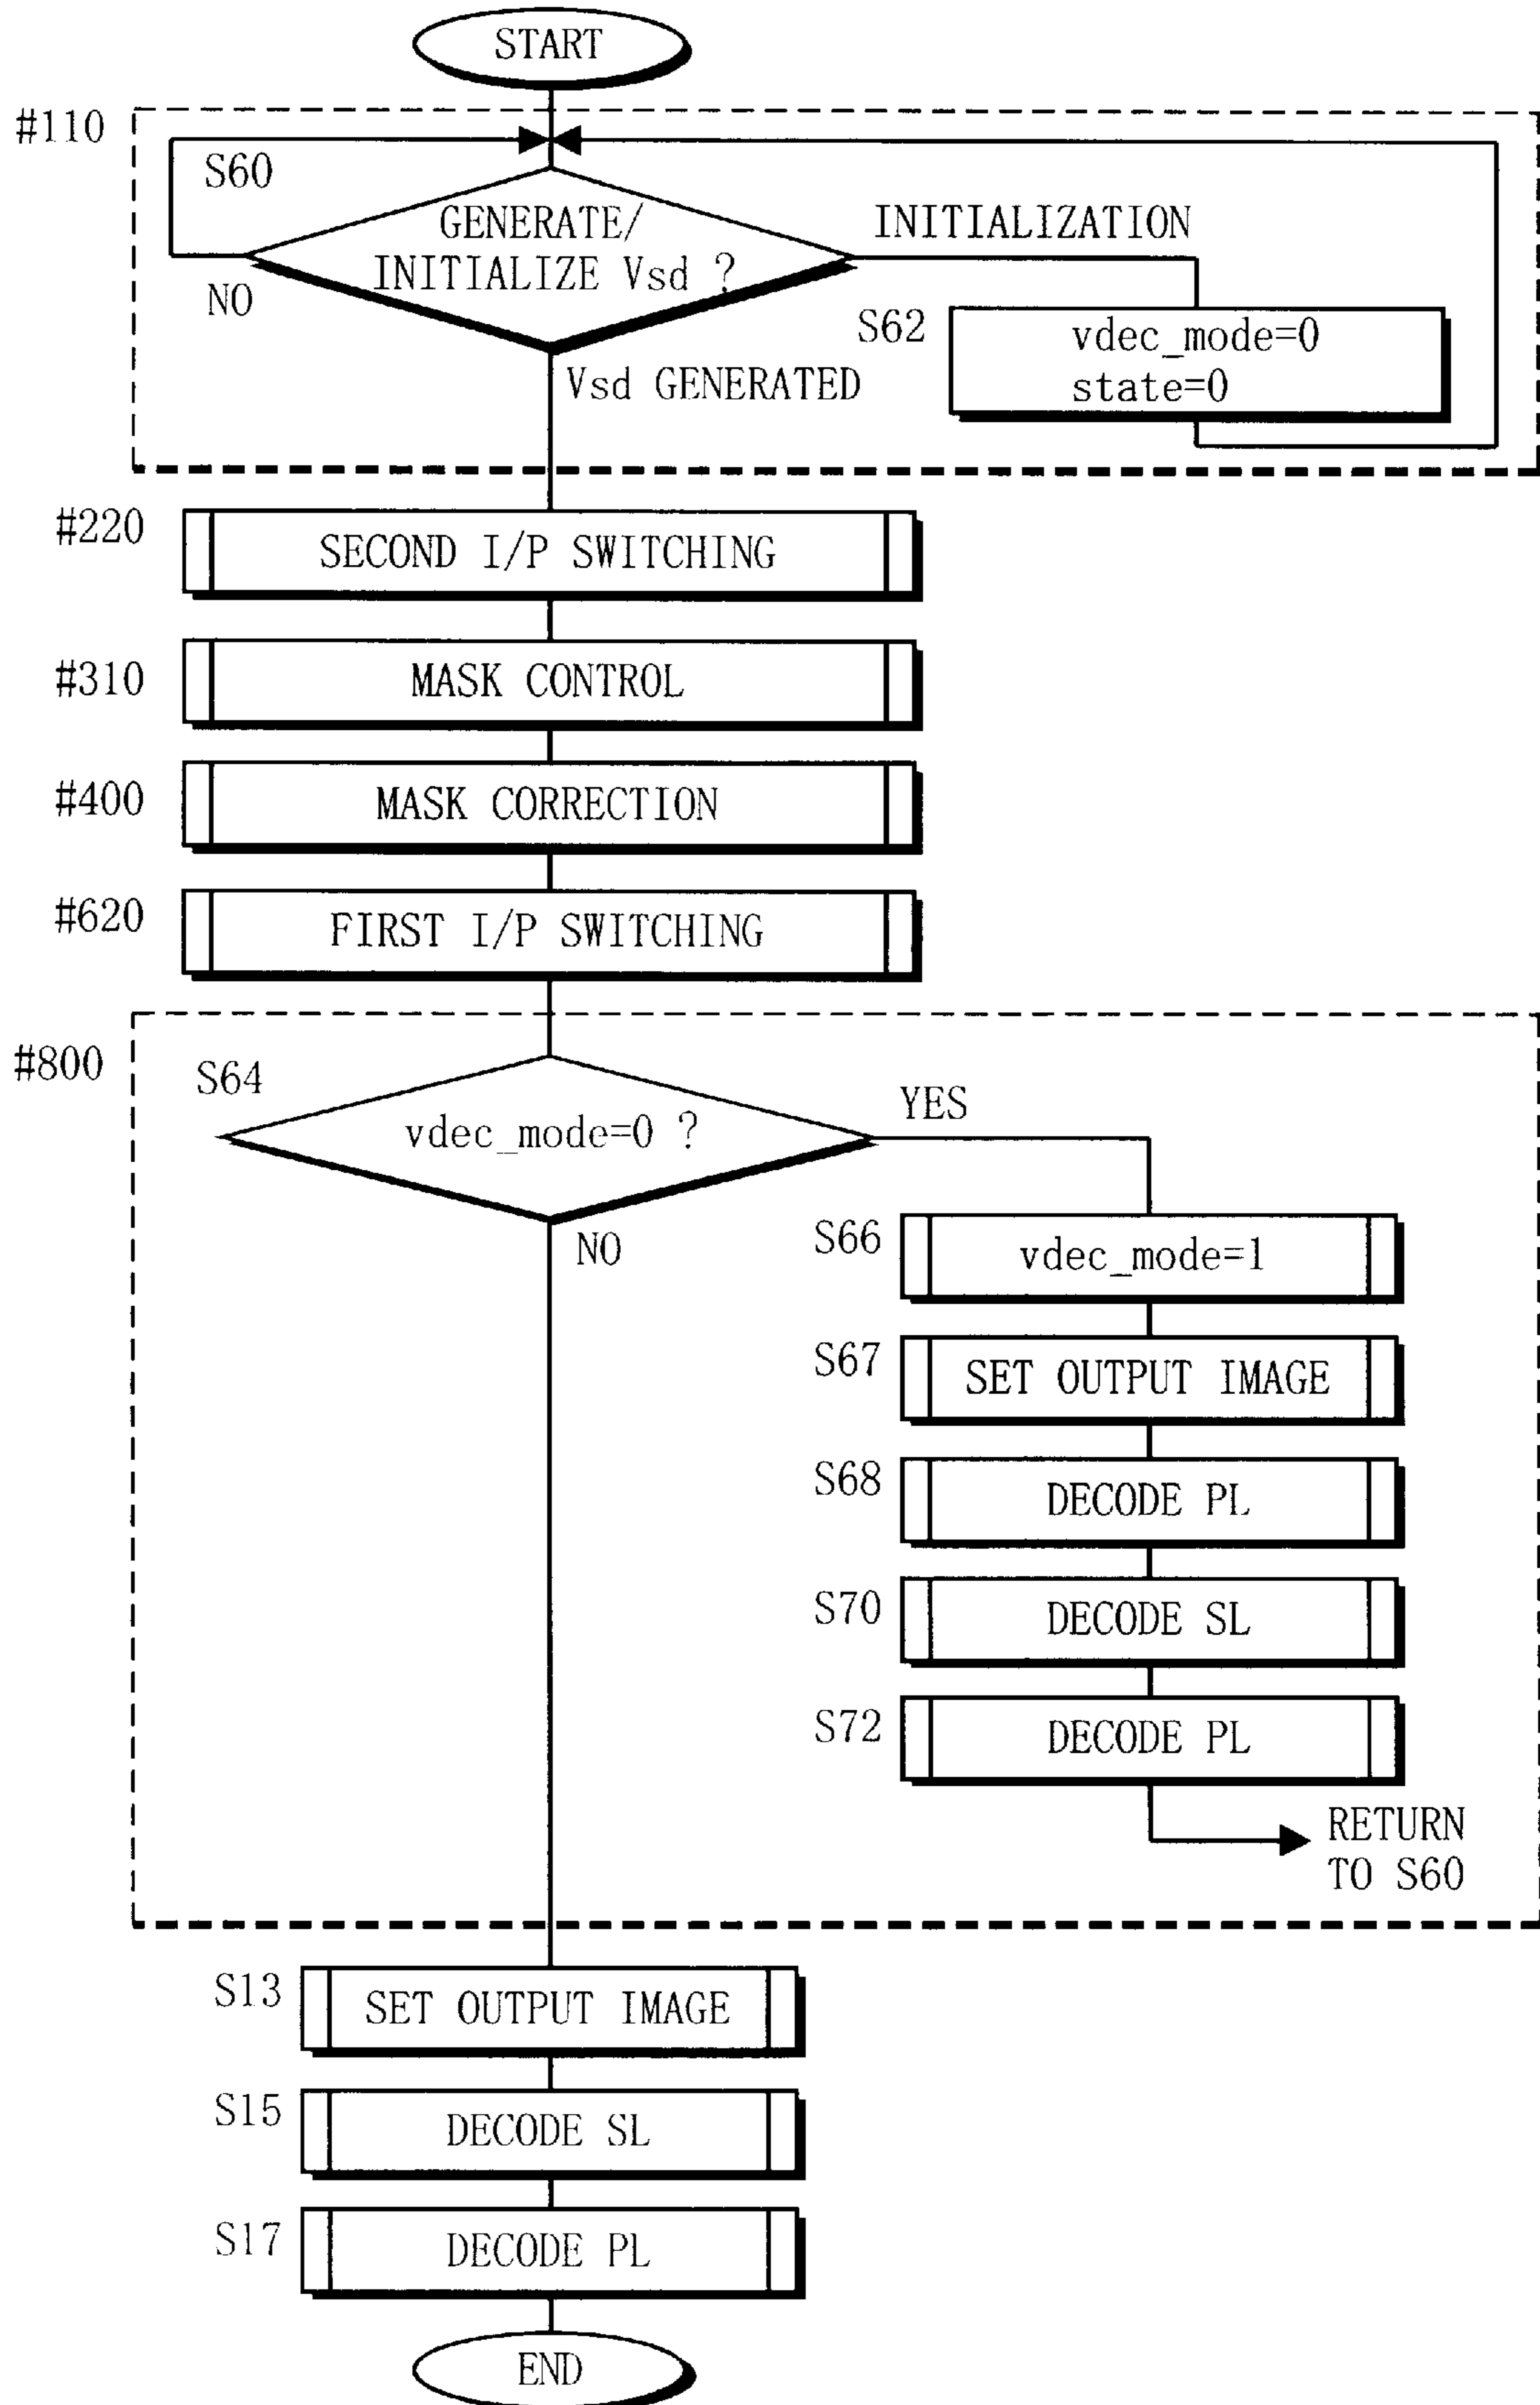 START
#110
S60
GENERATE/
INITIALIZE Vsd ?
INITIALIZATION
NO
S62
vdec_mode=0
state=0
Vsd GENERATED
#220
SECOND I/P SWITCHING
#310
MASK CONTROL
#400
MASK CORRECTION
#620
FIRST I/P SWITCHING
#800
S64
vdec_mode=0 ?
YES
NO
S66
vdec_mode=1
S67
SET OUTPUT IMAGE
S68
DECODE PL
S70
DECODE SL
S72
DECODE PL
RETURN
TO S60
S13
SET OUTPUT IMAGE
S15
DECODE SL
S17
DECODE PL
END